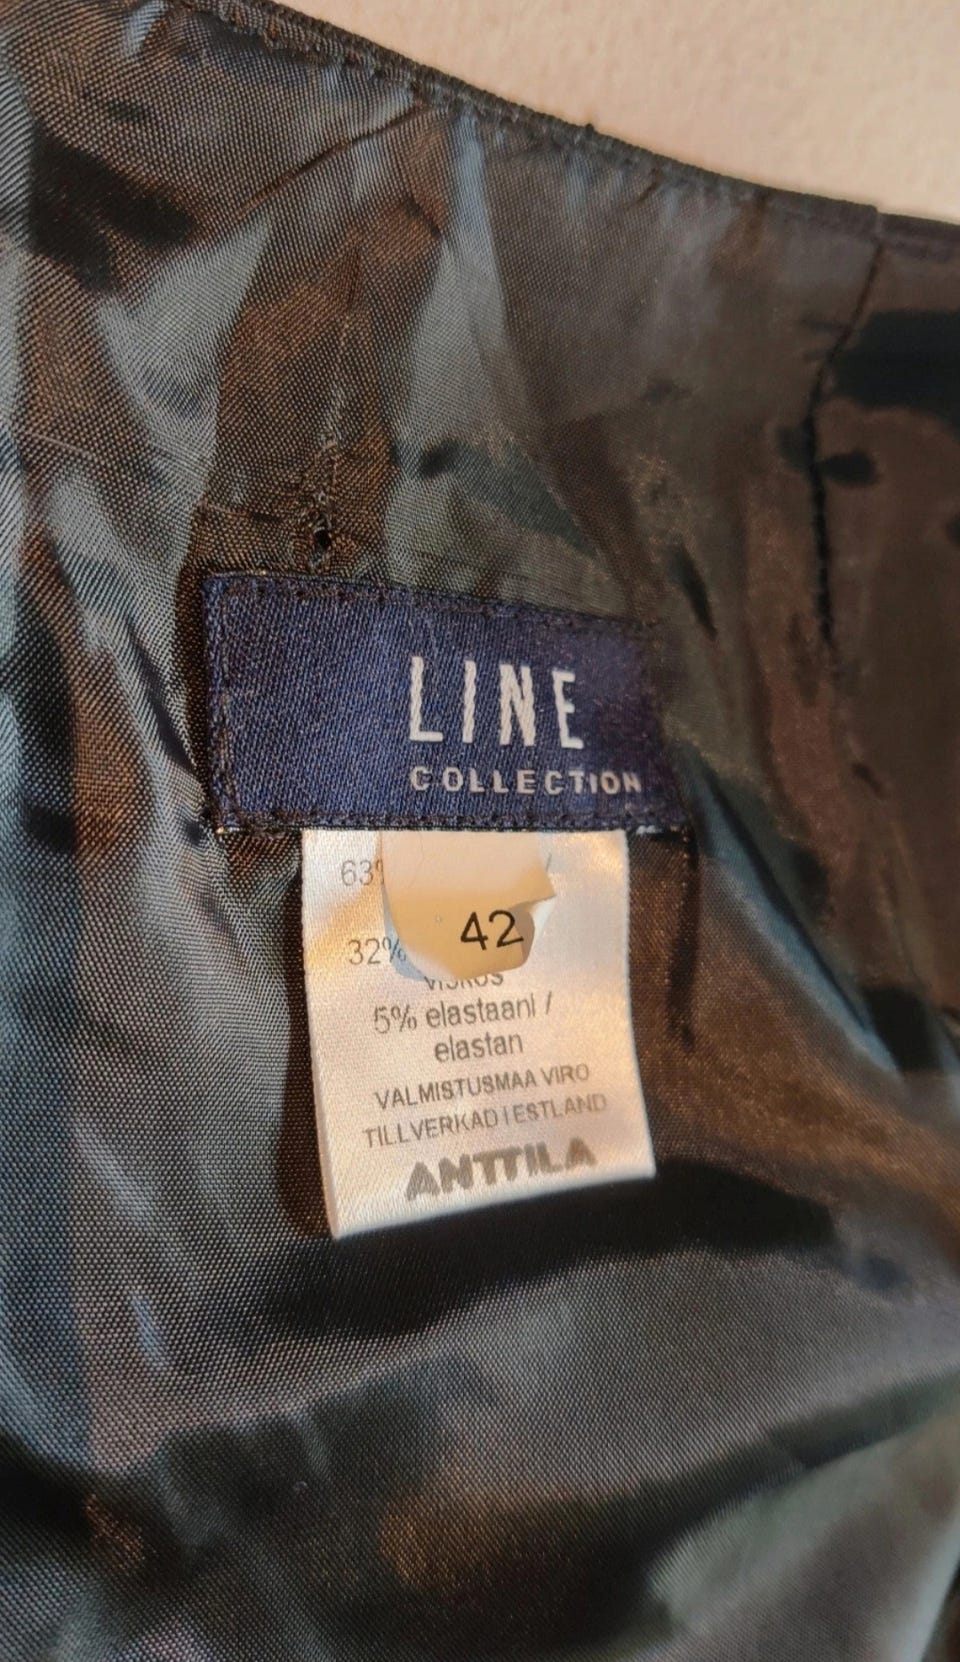 LINE
COLLECTION
63%
42
32%
VISKOS
5% elastaani /
elastan
VALMISTUSMAA VIRO
TILLVERKAD I ESTLAND
ANTTILA